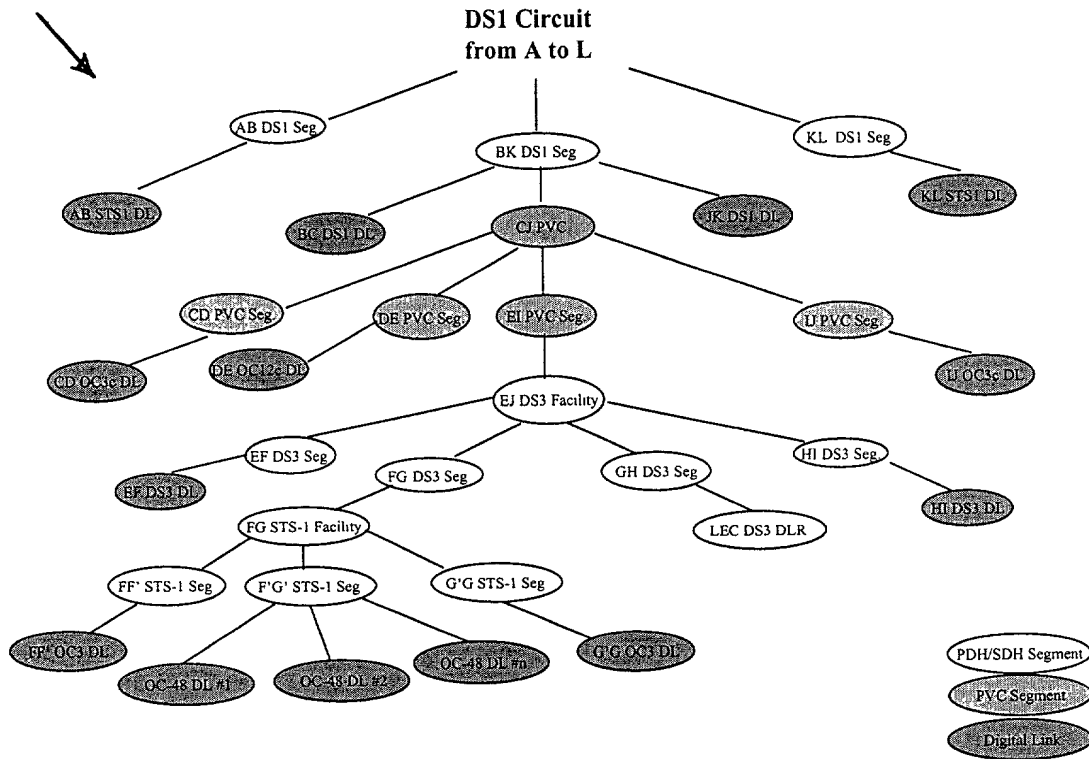 DS1 Circuit
from A to L
AB DS1 Seg
BK DS1 Seg
KL DS1 Seg
AB STS1 DL
BC DS1 DL
CJ PVC
JK DS1 DL
KL STS1 DL
CD PVC Seg.
DE PVC Seg.
EI PVC Seg.
IJ PVC Seg.
CD OC3c DL
DE OC12c DL
IJ OC3c DL
EJ DS3 Facility
EF DS3 Seg
FG DS3 Seg
GH DS3 Seg
HI DS3 Seg.
EF DS3 DL
HI DS3 DL
FG STS-1 Facility
LEC DS3 DLR
FF' STS-1 Seg
F'G' STS-1 Seg
G'G STS-1 Seg
FF' OC3 DL
OC-48 DL #1
OC-48 DL #2
OC-48 DL #n
G'G OC3 DL
PDH/SDH Segment
PVC Segment
Digital Link